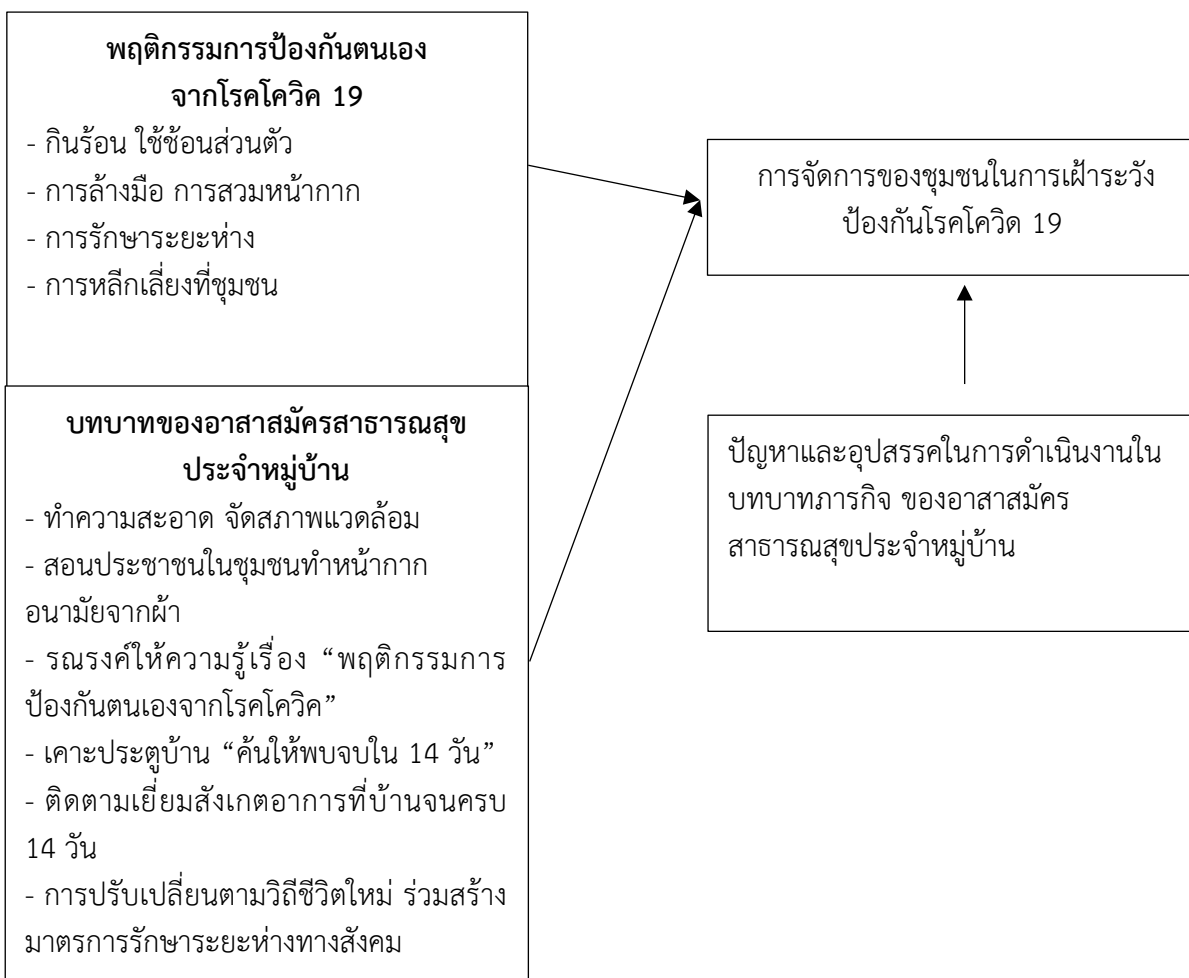 พฤติกรรมการป้องกันตนเอง
จากโรคโควิค 19
- กินร้อน ใช้ช้อนส่วนตัว
- การล้างมือ การสวมหน้ากาก
- การรักษาระยะห่าง
- การหลีกเลี่ยงที่ชุมชน
บทบาทของอาสาสมัครสาธารณสุข
ประจำหมู่บ้าน
- ทำความสะอาด จัดสภาพแวดล้อม
- สอนประชาชนในชุมชนทำหน้ากาก
อนามัยจากผ้า
- รณรงค์ให้ความรู้เรื่อง “พฤติกรรมการ
ป้องกันตนเองจากโรคโควิค”
- เคาะประตูบ้าน “ค้นให้พบจบใน 14 วัน”
- ติดตามเยี่ยมสังเกตอาการที่บ้านจนครบ
14 วัน
- การปรับเปลี่ยนตามวิถีชีวิตใหม่ ร่วมสร้าง
มาตรการรักษาระยะห่างทางสังคม
การจัดการของชุมชนในการเฝ้าระวัง
ป้องกันโรคโควิด 19
ปัญหาและอุปสรรคในการดำเนินงานใน
บทบาทภารกิจ ของอาสาสมัคร
สาธารณสุขประจำหมู่บ้าน